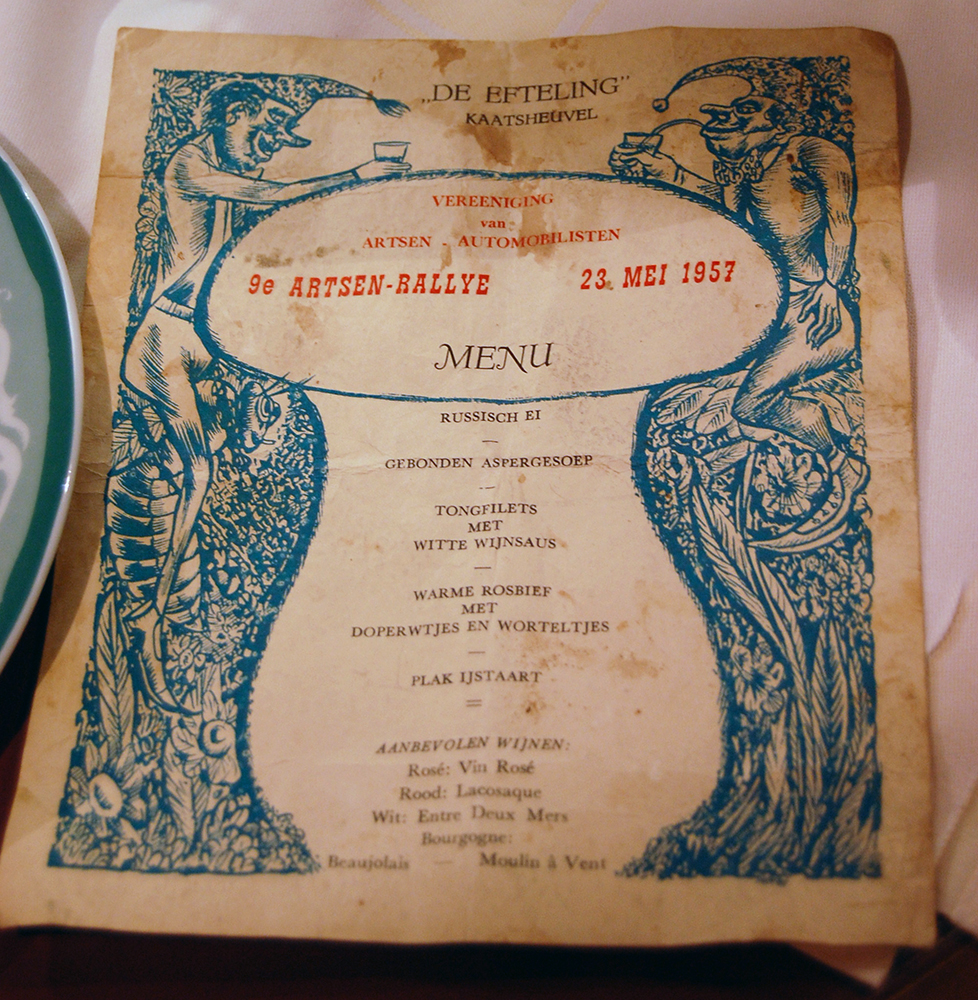 „DE EFTELING”
KAATSHEUVEL
VEREENIGING
van
ARTSEN - AUTOMOBILISTEN
9e ARTSEN-RALLYE 23 MEI 1957
MENU
RUSSISCH EI
—
GEBONDEN ASPERGESOEP
—
TONGFILETS
MET
WITTE WIJNSAUS
—
WARME ROSBIEF
MET
DOPERWTJES EN WORTELTJES
—
PLAK IJSTAART
=
AANBEVOLEN WIJNEN:
Rosé: Vin Rosé
Rood: Lacosaque
Wit: Entre Deux Mers
Bourgogne:
Beaujolais — Moulin â Vent